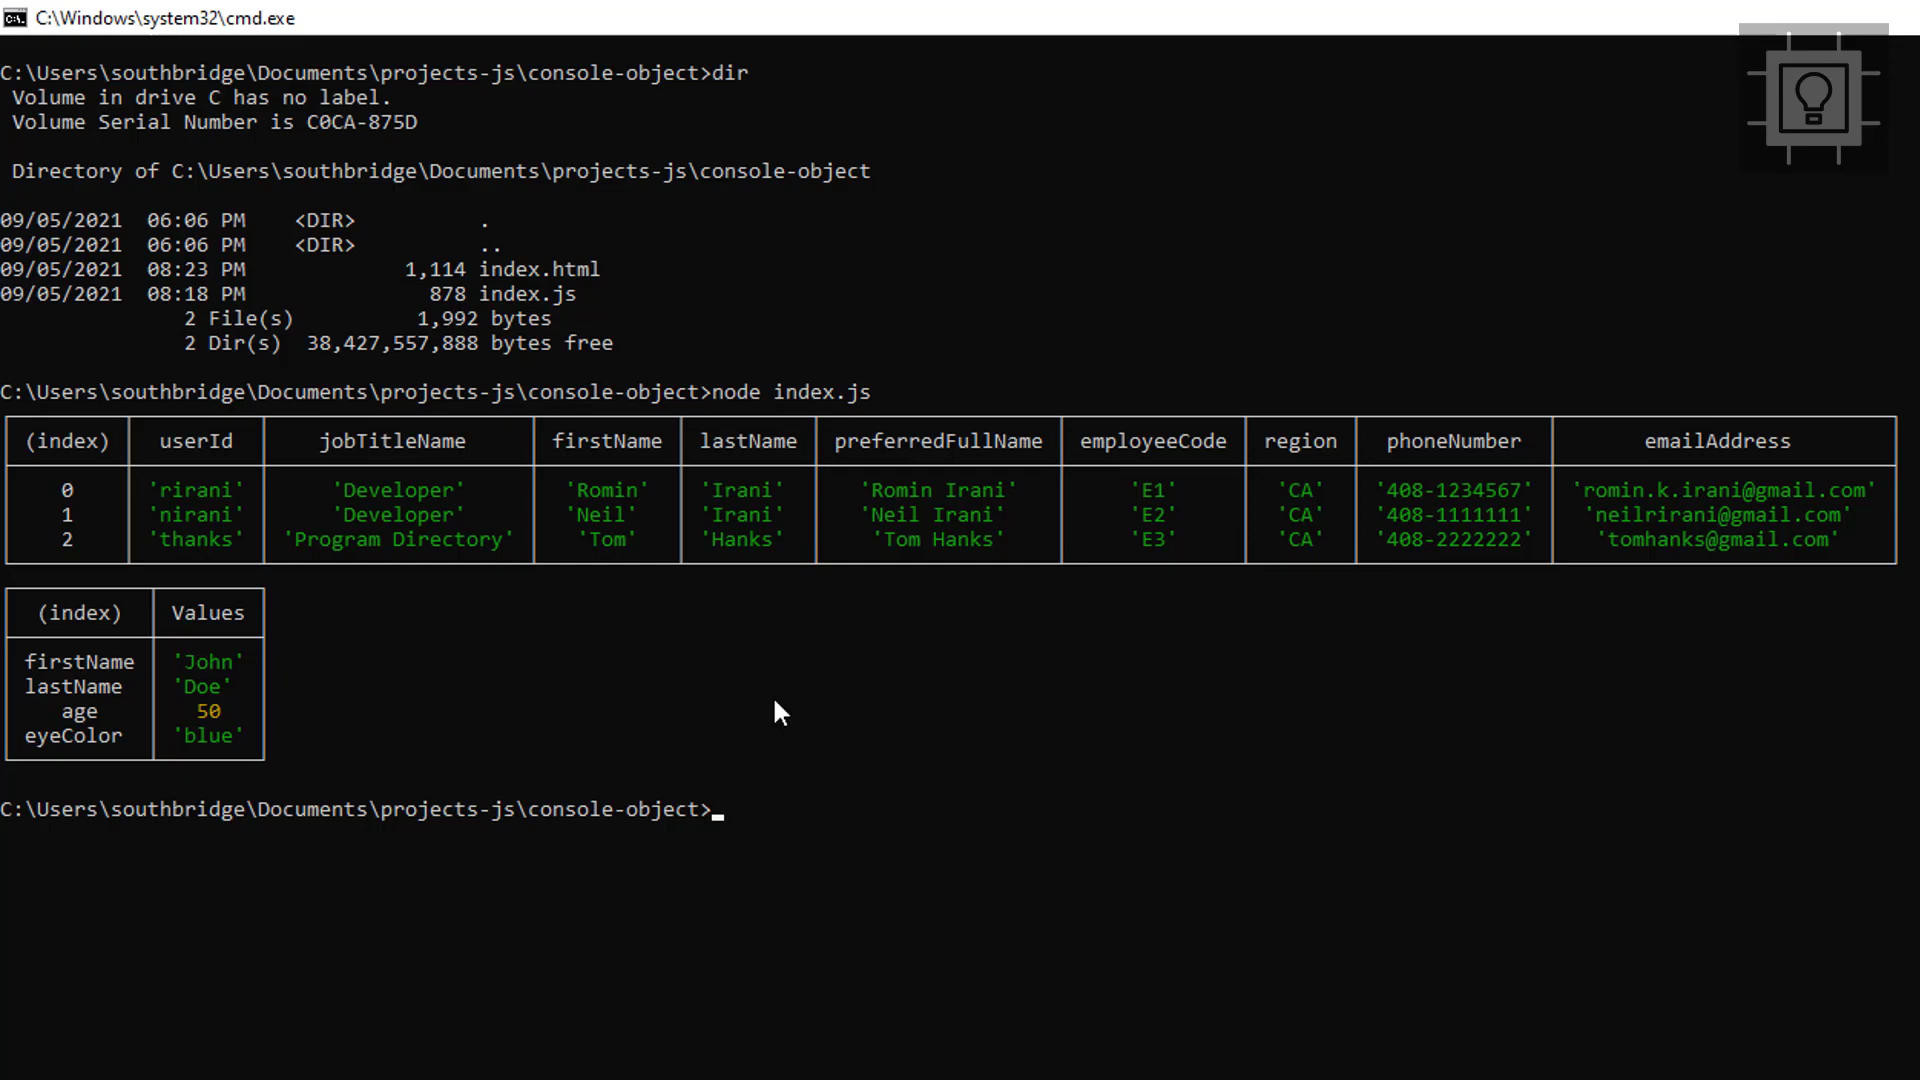 C:\Windows\system32\cmd.exe
C:\Users\southbridge\Documents\projects-js\console-object>dir
Volume in drive C has no label.
Volume Serial Number is C0CA-875D
Directory of C:\Users\southbridge\Documents\projects-js\console-object
09/05/2021 06:06 PM <DIR> .
09/05/2021 06:06 PM <DIR> ..
09/05/2021 08:23 PM 1,114 index.html
09/05/2021 08:18 PM 878 index.js
2 File(s) 1,992 bytes
2 Dir(s) 38,427,557,888 bytes free
C:\Users\southbridge\Documents\projects-js\console-object>node index.js
(index) userId jobTitleName firstName lastName preferredFullName employeeCode region phoneNumber emailAddress
0 'rirani' 'Developer' 'Romin' 'Irani' 'Romin Irani' 'E1' 'CA' '408-1234567' 'romin.k.irani@gmail.com'
1 'nirani' 'Developer' 'Neil' 'Irani' 'Neil Irani' 'E2' 'CA' '408-1111111' 'neilrirani@gmail.com'
2 'thanks' 'Program Directory' 'Tom' 'Hanks' 'Tom Hanks' 'E3' 'CA' '408-2222222' 'tomhanks@gmail.com'
(index) Values
firstName 'John'
lastName 'Doe'
age 50
eyeColor 'blue'
C:\Users\southbridge\Documents\projects-js\console-object>